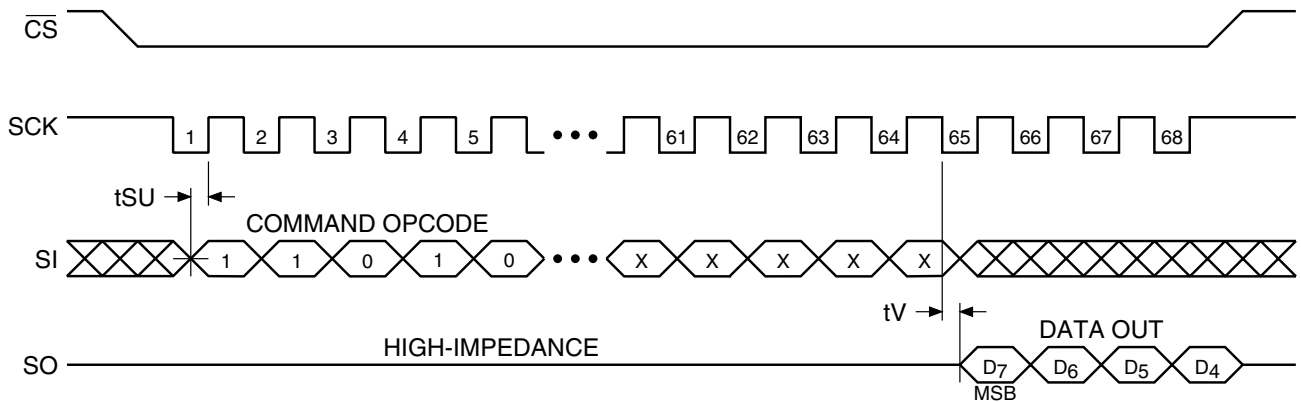 CS
SCK 1 2 3 4 5 ••• 61 62 63 64 65 66 67 68
tSU
COMMAND OPCODE
SI 1 1 0 1 0 ••• X X X X X
tV
DATA OUT
HIGH-IMPEDANCE
SO D7 D6 D5 D4
MSB